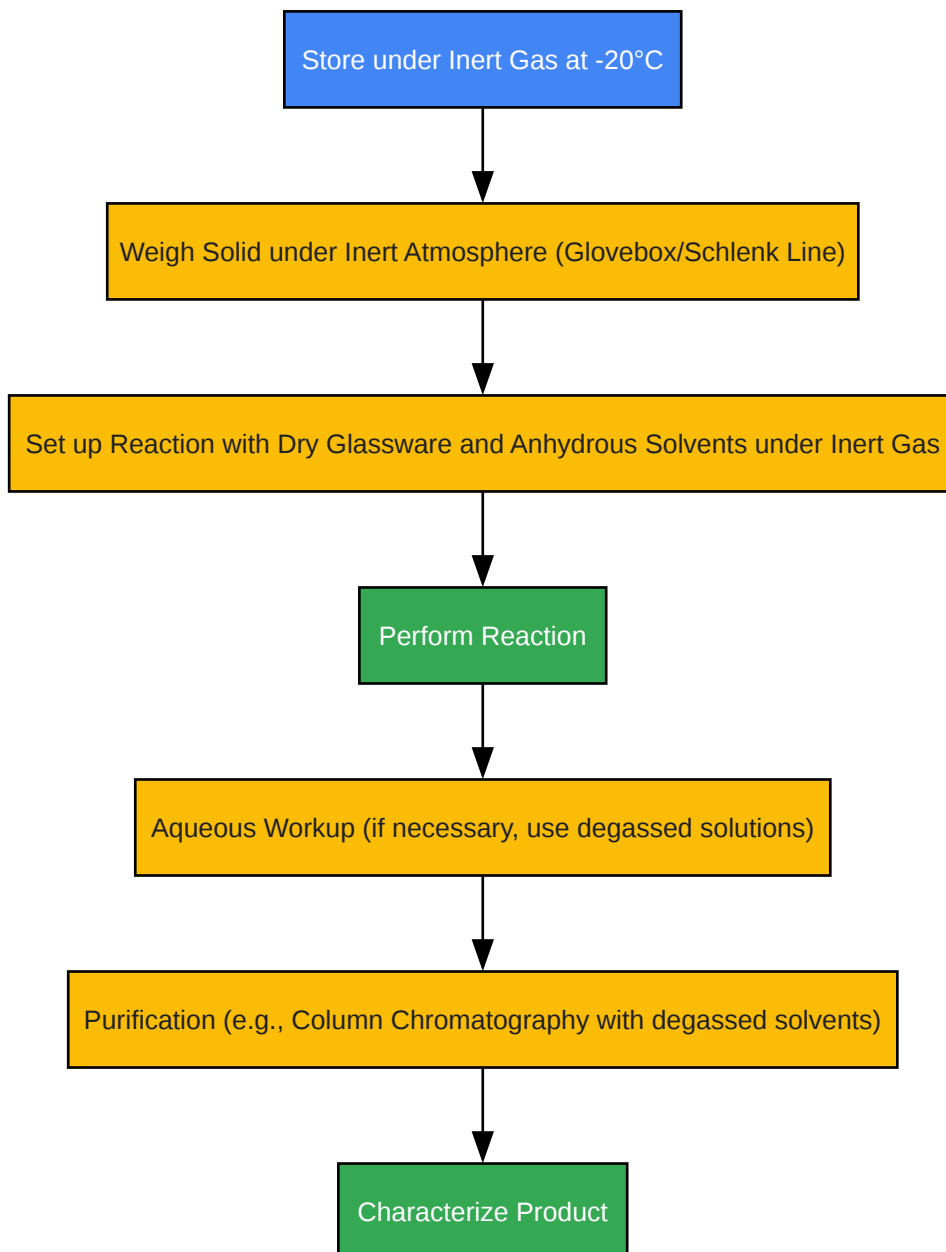 Store under Inert Gas at -20°C
Weigh Solid under Inert Atmosphere (Glovebox/Schlenk Line)
Set up Reaction with Dry Glassware and Anhydrous Solvents under Inert Gas
Perform Reaction
Aqueous Workup (if necessary, use degassed solutions)
Purification (e.g., Column Chromatography with degassed solvents)
Characterize Product